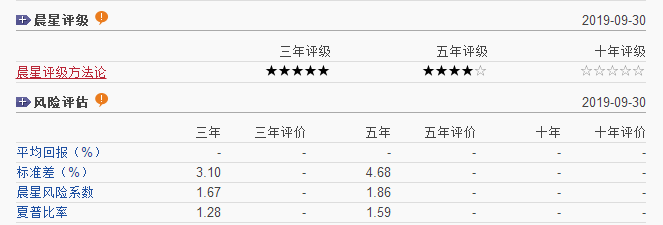 晨星评级 2019-09-30
三年评级 五年评级 十年评级
晨星评级方法论 ★★★★★ ★★★★☆ ☆☆☆☆☆
风险评估 2019-09-30
三年 三年评价 五年 五年评价 十年 十年评价
平均回报（%） - - - - - -
标准差（%） 3.10 - 4.68 - - -
晨星风险系数 1.67 - 1.86 - - -
夏普比率 1.28 - 1.59 - - -